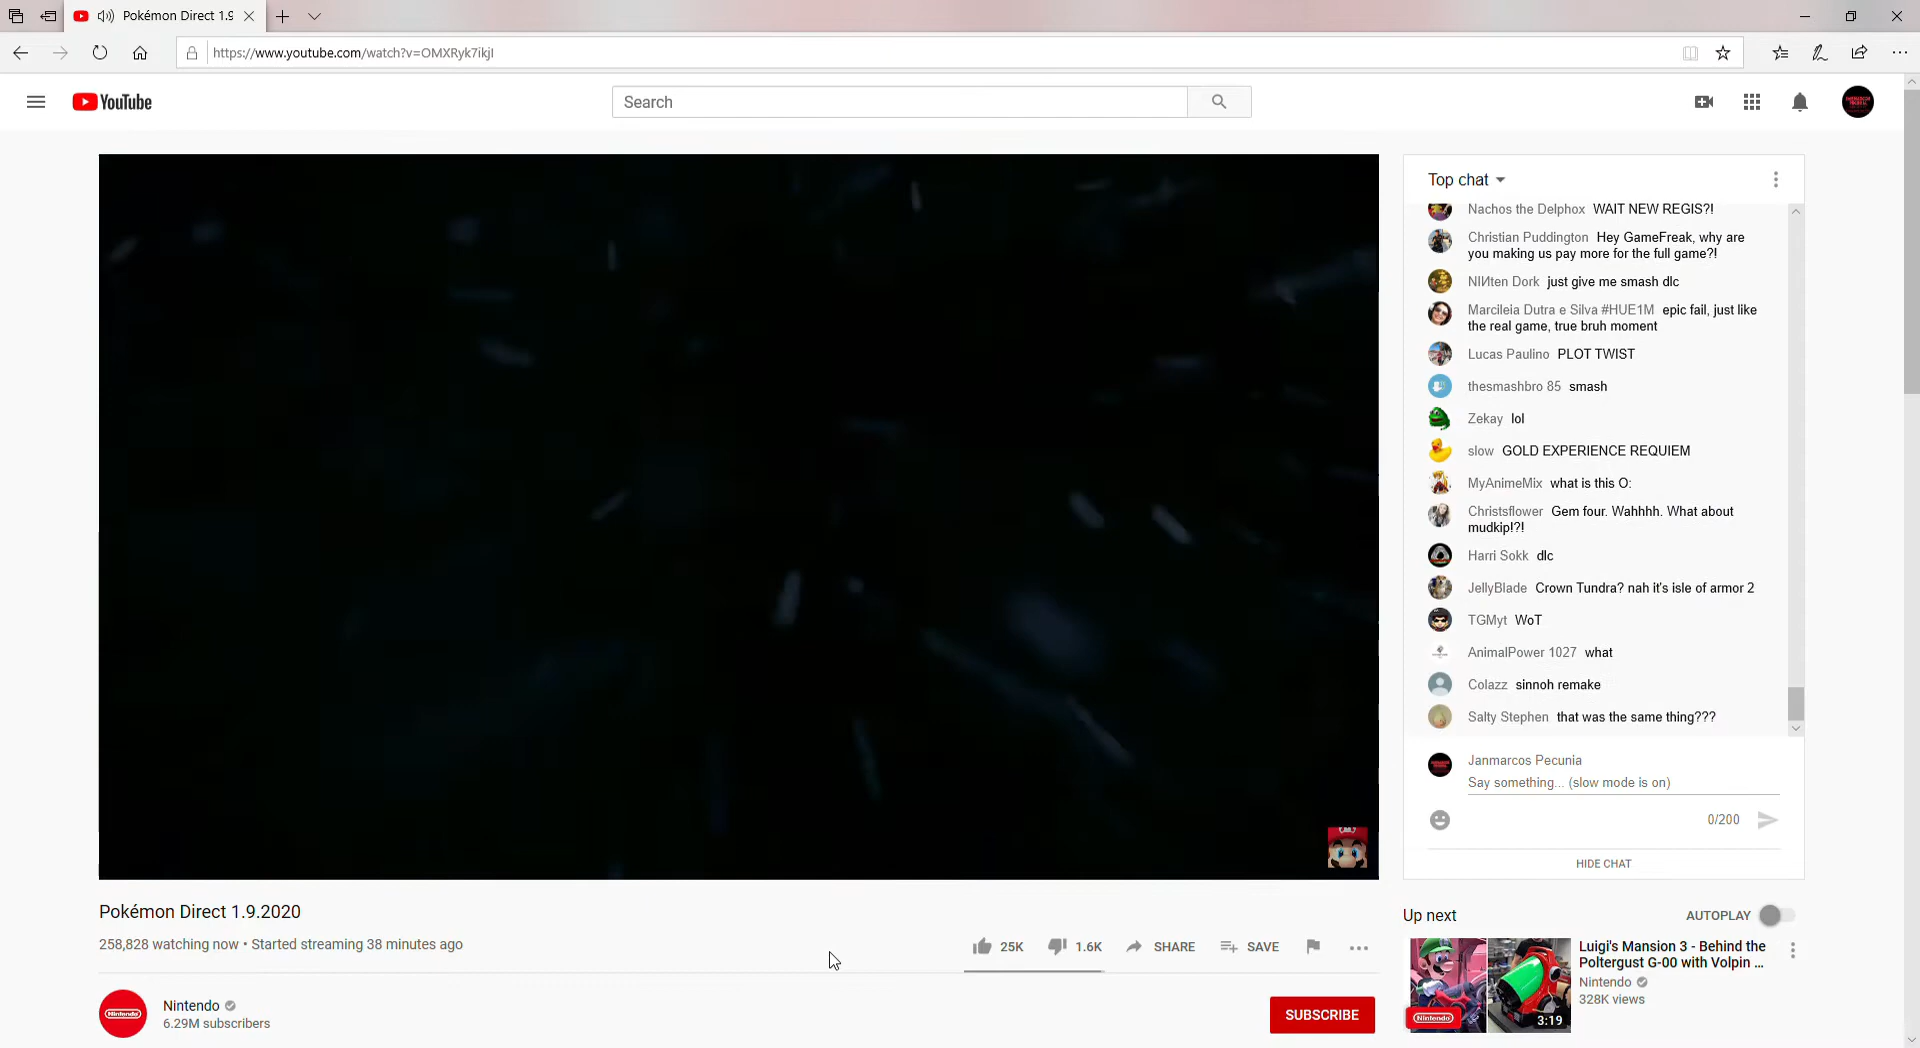 Pokémon Direct 1.9
https://www.youtube.com/watch?v=OMXRyk7ikjI
YouTube
Search
Top chat
Nachos the Delphox WAIT NEW REGIS?!
Christian Puddington Hey GameFreak, why are
you making us pay more for the full game?!
NIИten Dork just give me smash dlc
Marcileia Dutra e Silva #HUE1M epic fail, just like
the real game, true bruh moment
Lucas Paulino PLOT TWIST
thesmashbro 85 smash
Zekay lol
slow GOLD EXPERIENCE REQUIEM
MyAnimeMix what is this O:
Christsflower Gem four. Wahhhh. What about
mudkip!?!
Harri Sokk dlc
JellyBlade Crown Tundra? nah it's isle of armor 2
TGMyt WoT
AnimalPower 1027 what
Colazz sinnoh remake
Salty Stephen that was the same thing???
Janmarcos Pecunia
Say something... (slow mode is on)
0/200
HIDE CHAT
Pokémon Direct 1.9.2020
258,828 watching now • Started streaming 38 minutes ago
25K 1.6K SHARE SAVE
Nintendo
Nintendo
6.29M subscribers
SUBSCRIBE
Up next AUTOPLAY
Luigi's Mansion 3 - Behind the
Poltergust G-00 with Volpin ...
Nintendo
328K views
Nintendo
3:19